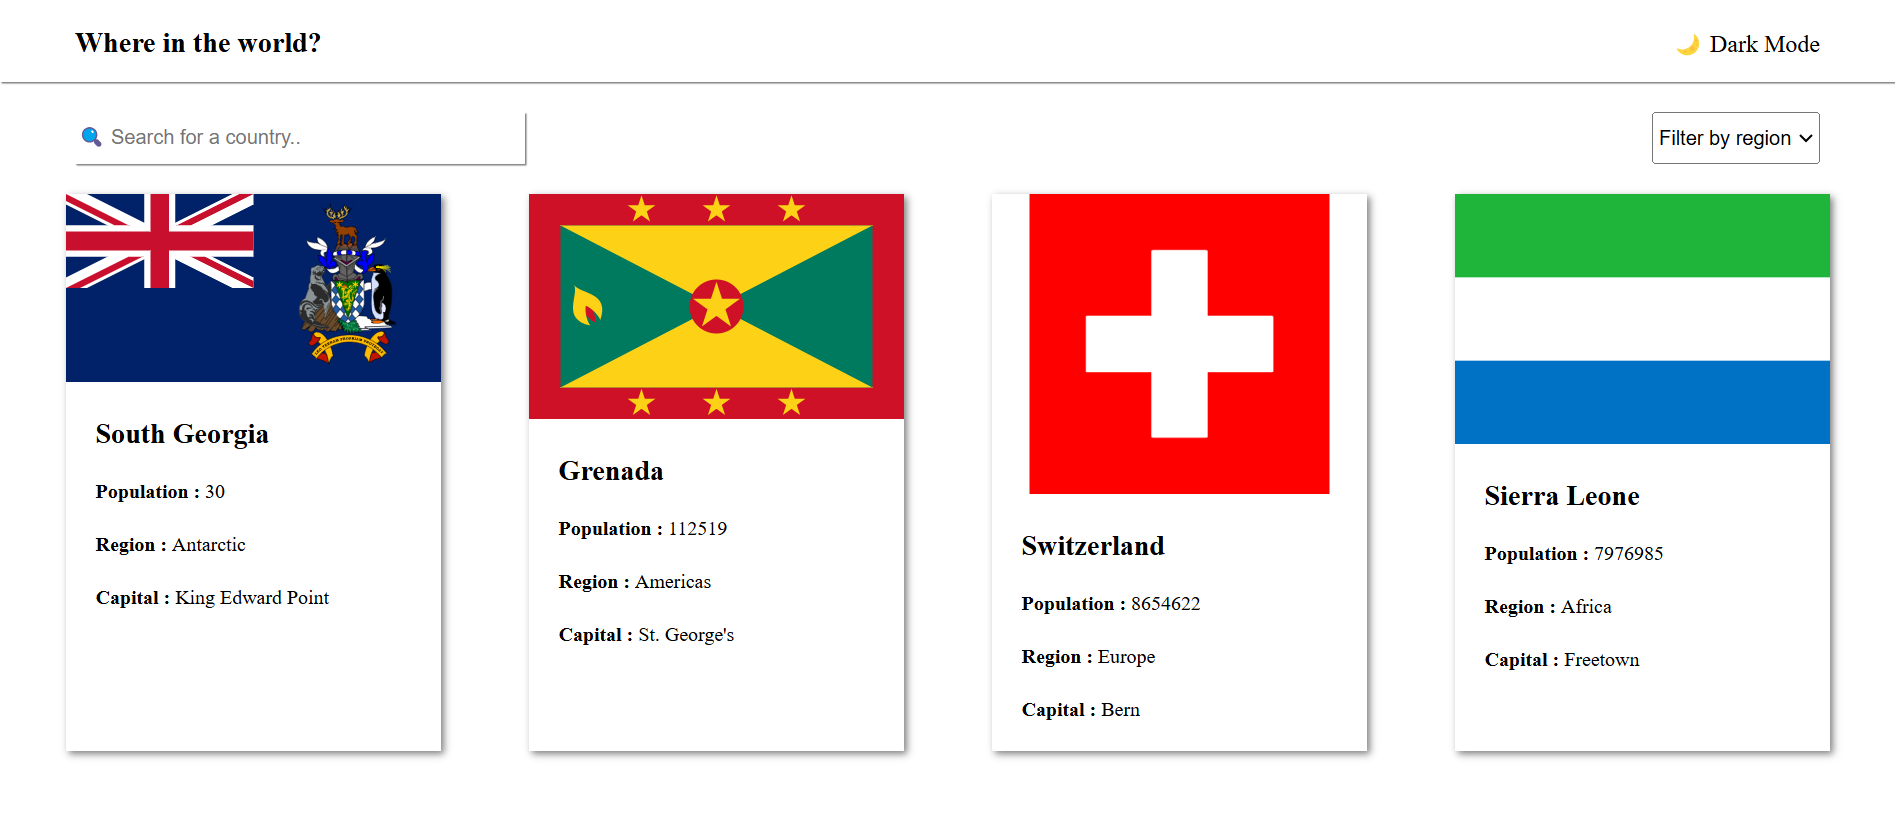 Where in the world?
🌙 Dark Mode
🔍 Search for a country..
Filter by region
South Georgia
Population : 30
Region : Antarctic
Capital : King Edward Point
Grenada
Population : 112519
Region : Americas
Capital : St. George's
Switzerland
Population : 8654622
Region : Europe
Capital : Bern
Sierra Leone
Population : 7976985
Region : Africa
Capital : Freetown